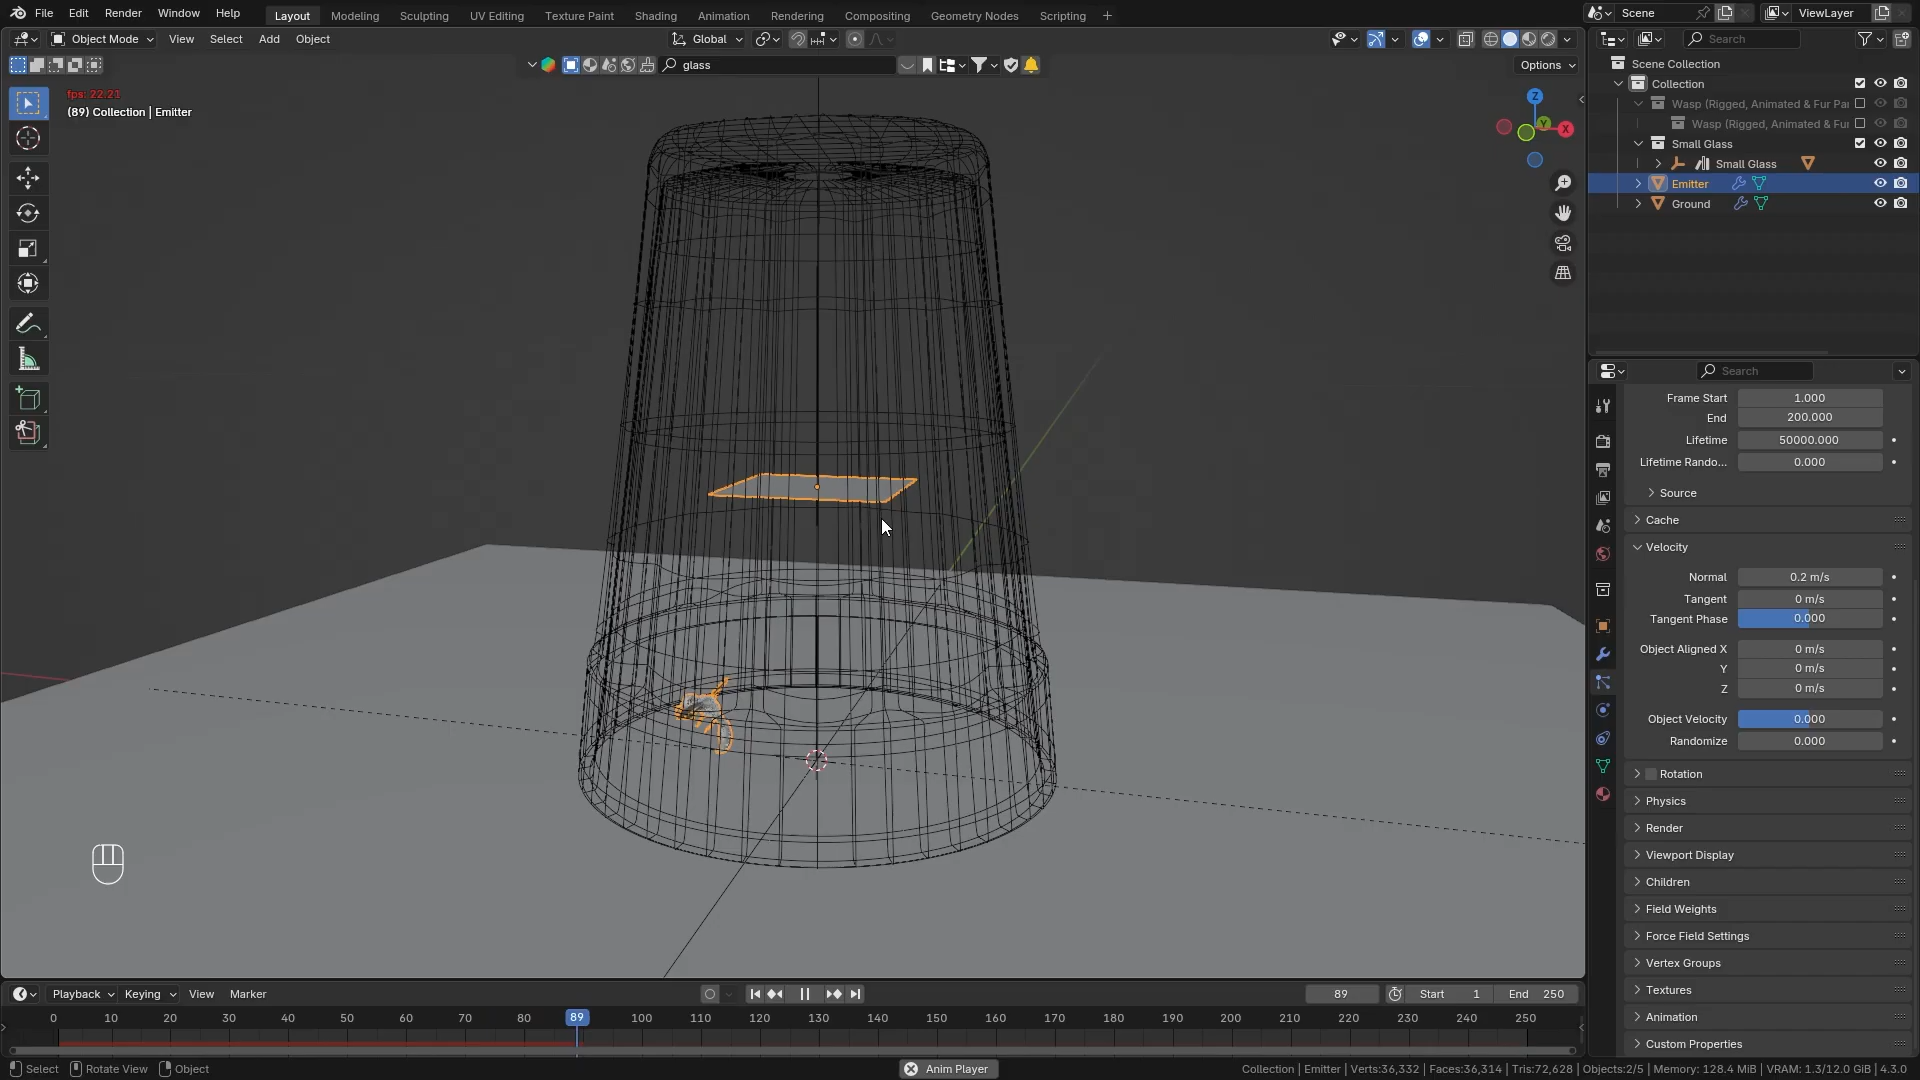 File Edit Render Window Help Layout Modeling Sculpting UV Editing Texture Paint Shading Animation Rendering Compositing Geometry Nodes Scripting + Scene ViewLayer
Object Mode View Select Add Object Global Search
glass Options
fps: 22.21
(89) Collection | Emitter
Z
Y
X
Scene Collection
Collection
Wasp (Rigged, Animated & Fur Par
Wasp (Rigged, Animated & Fur
Small Glass
Small Glass
Emitter
Ground
Search
Frame Start 1.000
End 200.000
Lifetime 50000.000
Lifetime Rando... 0.000
Source
Cache
Velocity
Normal 0.2 m/s
Tangent 0 m/s
Tangent Phase 0.000
Object Aligned X 0 m/s
Y 0 m/s
Z 0 m/s
Object Velocity 0.000
Randomize 0.000
Rotation
Physics
Render
Viewport Display
Children
Field Weights
Force Field Settings
Vertex Groups
Textures
Animation
Custom Properties
Playback Keying View Marker 89 Start 1 End 250
0 10 20 30 40 50 60 70 80 89 100 110 120 130 140 150 160 170 180 190 200 210 220 230 240 250
Select Rotate View Object Anim Player Collection | Emitter | Verts:36,332 | Faces:36,314 | Tris:72,628 | Objects:2/5 | Memory: 128.4 MiB | VRAM: 1.3/12.0 GiB | 4.3.0